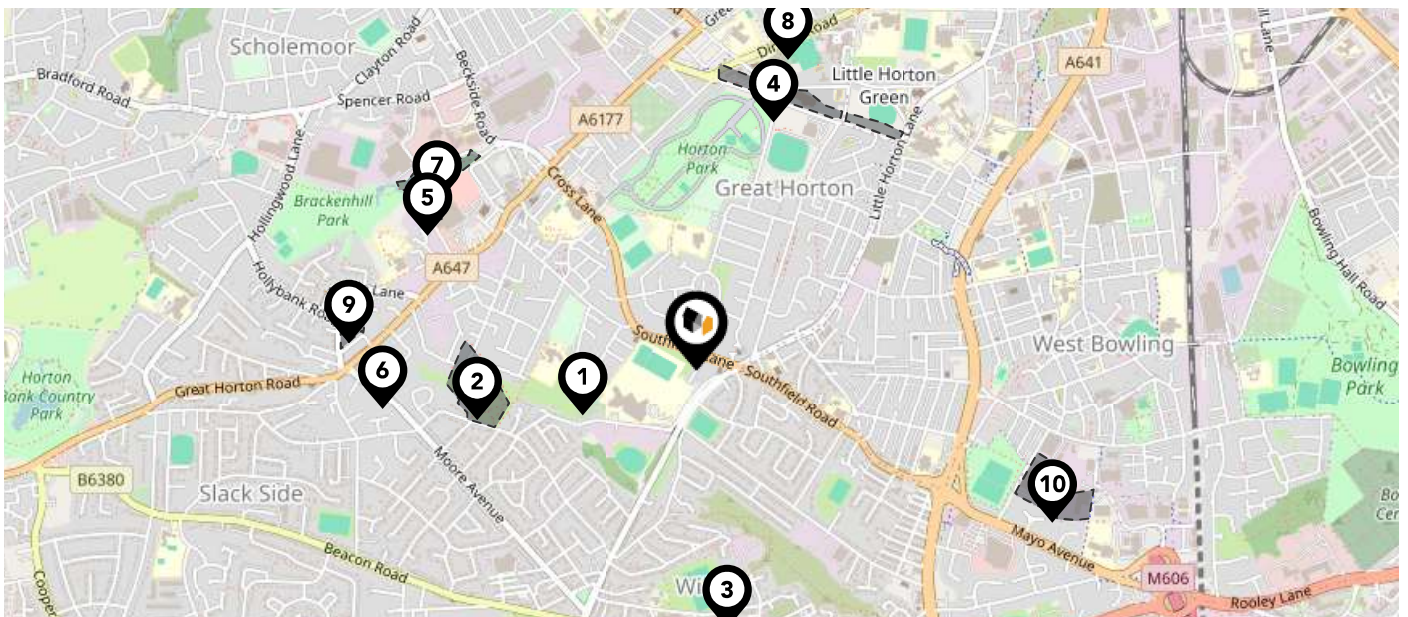 8
Scholemoor
Clayton Road
Beckside Road
Little Horton
Green
A641
4
Bradford Road
Spencer Road
A6177
Horton
Park
Great Horton
Little Horton Lane
Hollingwood Lane
7
5
Brackenhill
Park
Cross Lane
Bowling Hall Road
A647
Lane
9
West Bowling
Horton
Bank Country
Park
Great Horton Road
6
2
1
Southfield Road
Bowling
Park
B6380
Slack Side
Moore Avenue
10
Mayo Avenue
Beacon Road
M606
3
Rooley Lane